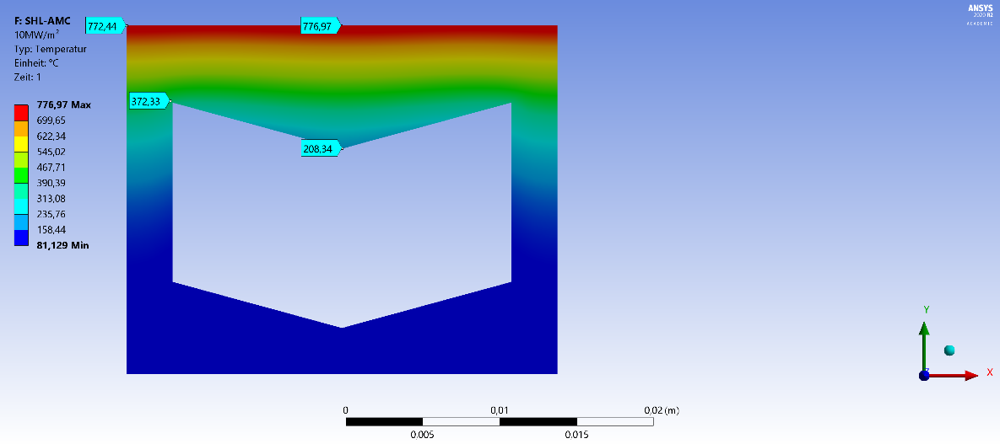 F: SHL-AMC
10MW/m²
Typ: Temperatur
Einheit: °C
Zeit: 1
776,97 Max
699,65
622,34
545,02
467,71
390,39
313,08
235,76
158,44
81,129 Min
772,44
776,97
372,33
208,34
ANSYS
2020 R2
ACADEMIC
0
0,01
0,02 (m)
0,005
0,015
Y
X